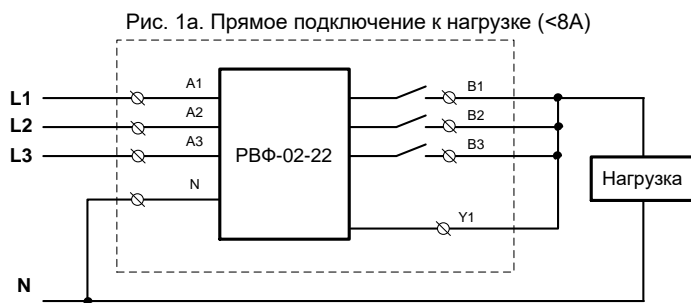 Рис. 1а. Прямое подключение к нагрузке (<8А)
L1
A1
B1
L2
A2
B2
L3
A3
РВФ-02-22
B3
Нагрузка
N
Y1
N